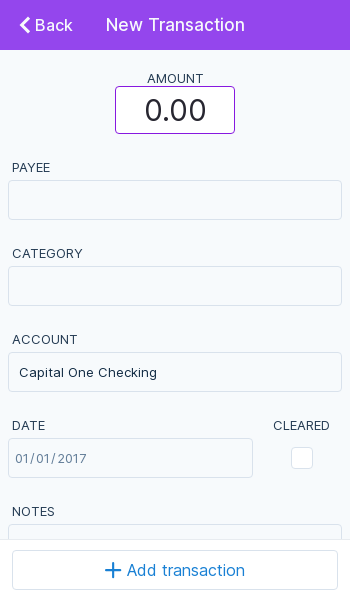 Back New Transaction
AMOUNT
0.00
PAYEE
CATEGORY
ACCOUNT
Capital One Checking
DATE CLEARED
01/01/2017
NOTES
Add transaction